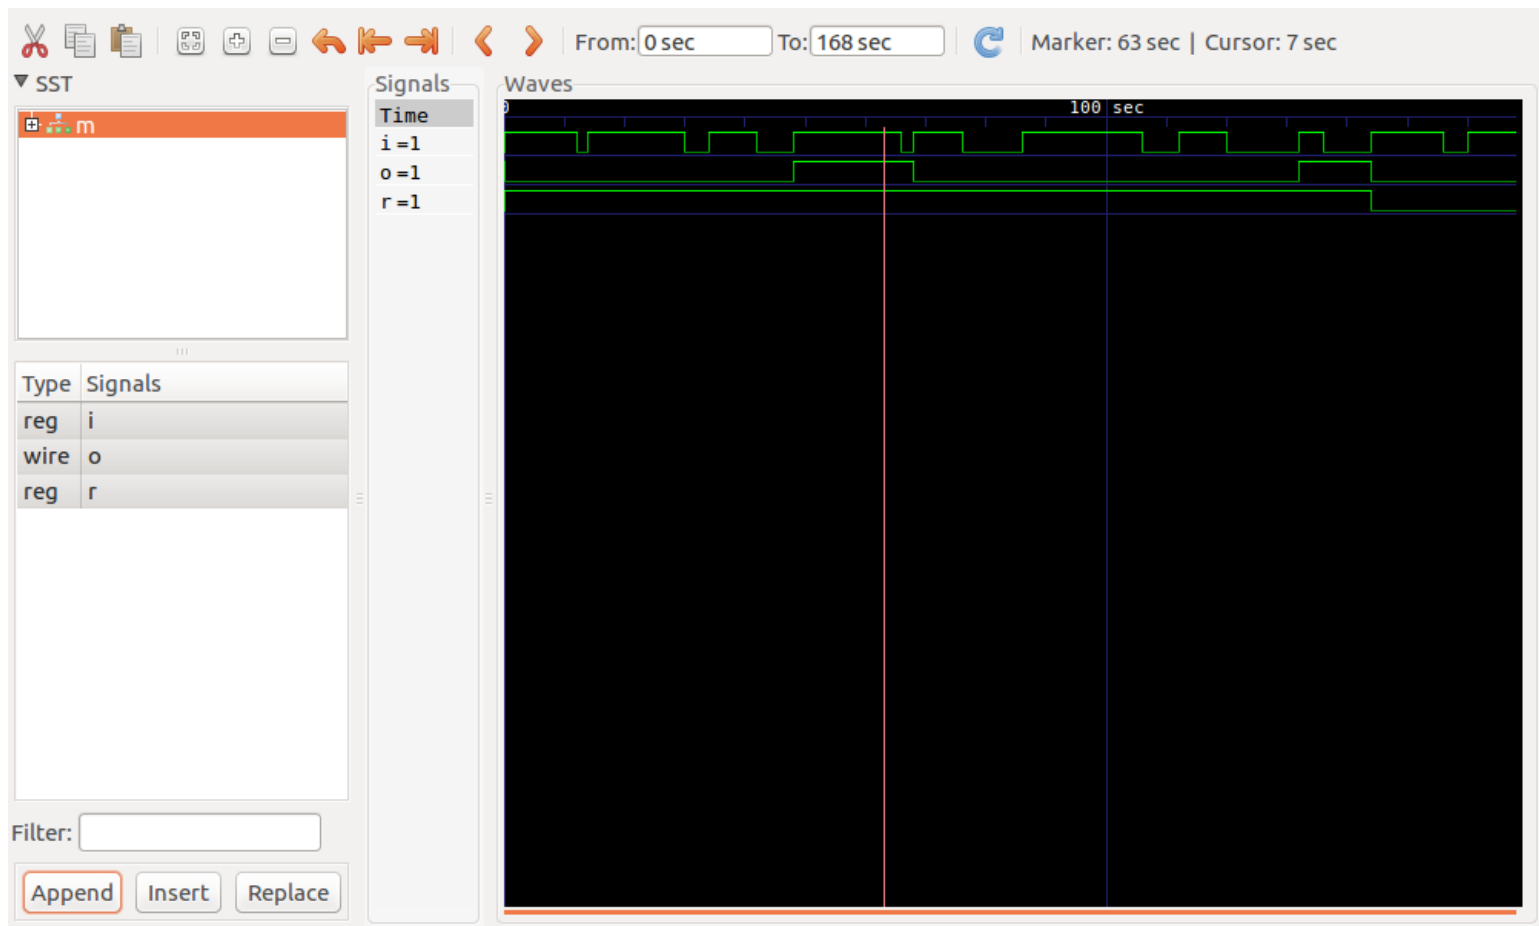 From: 0 sec To: 168 sec Marker: 63 sec | Cursor: 7 sec
SST
m
Type Signals
reg i
wire o
reg r
Filter:
Append Insert Replace
Signals
Time
i =1
o =1
r =1
Waves
0 100 sec